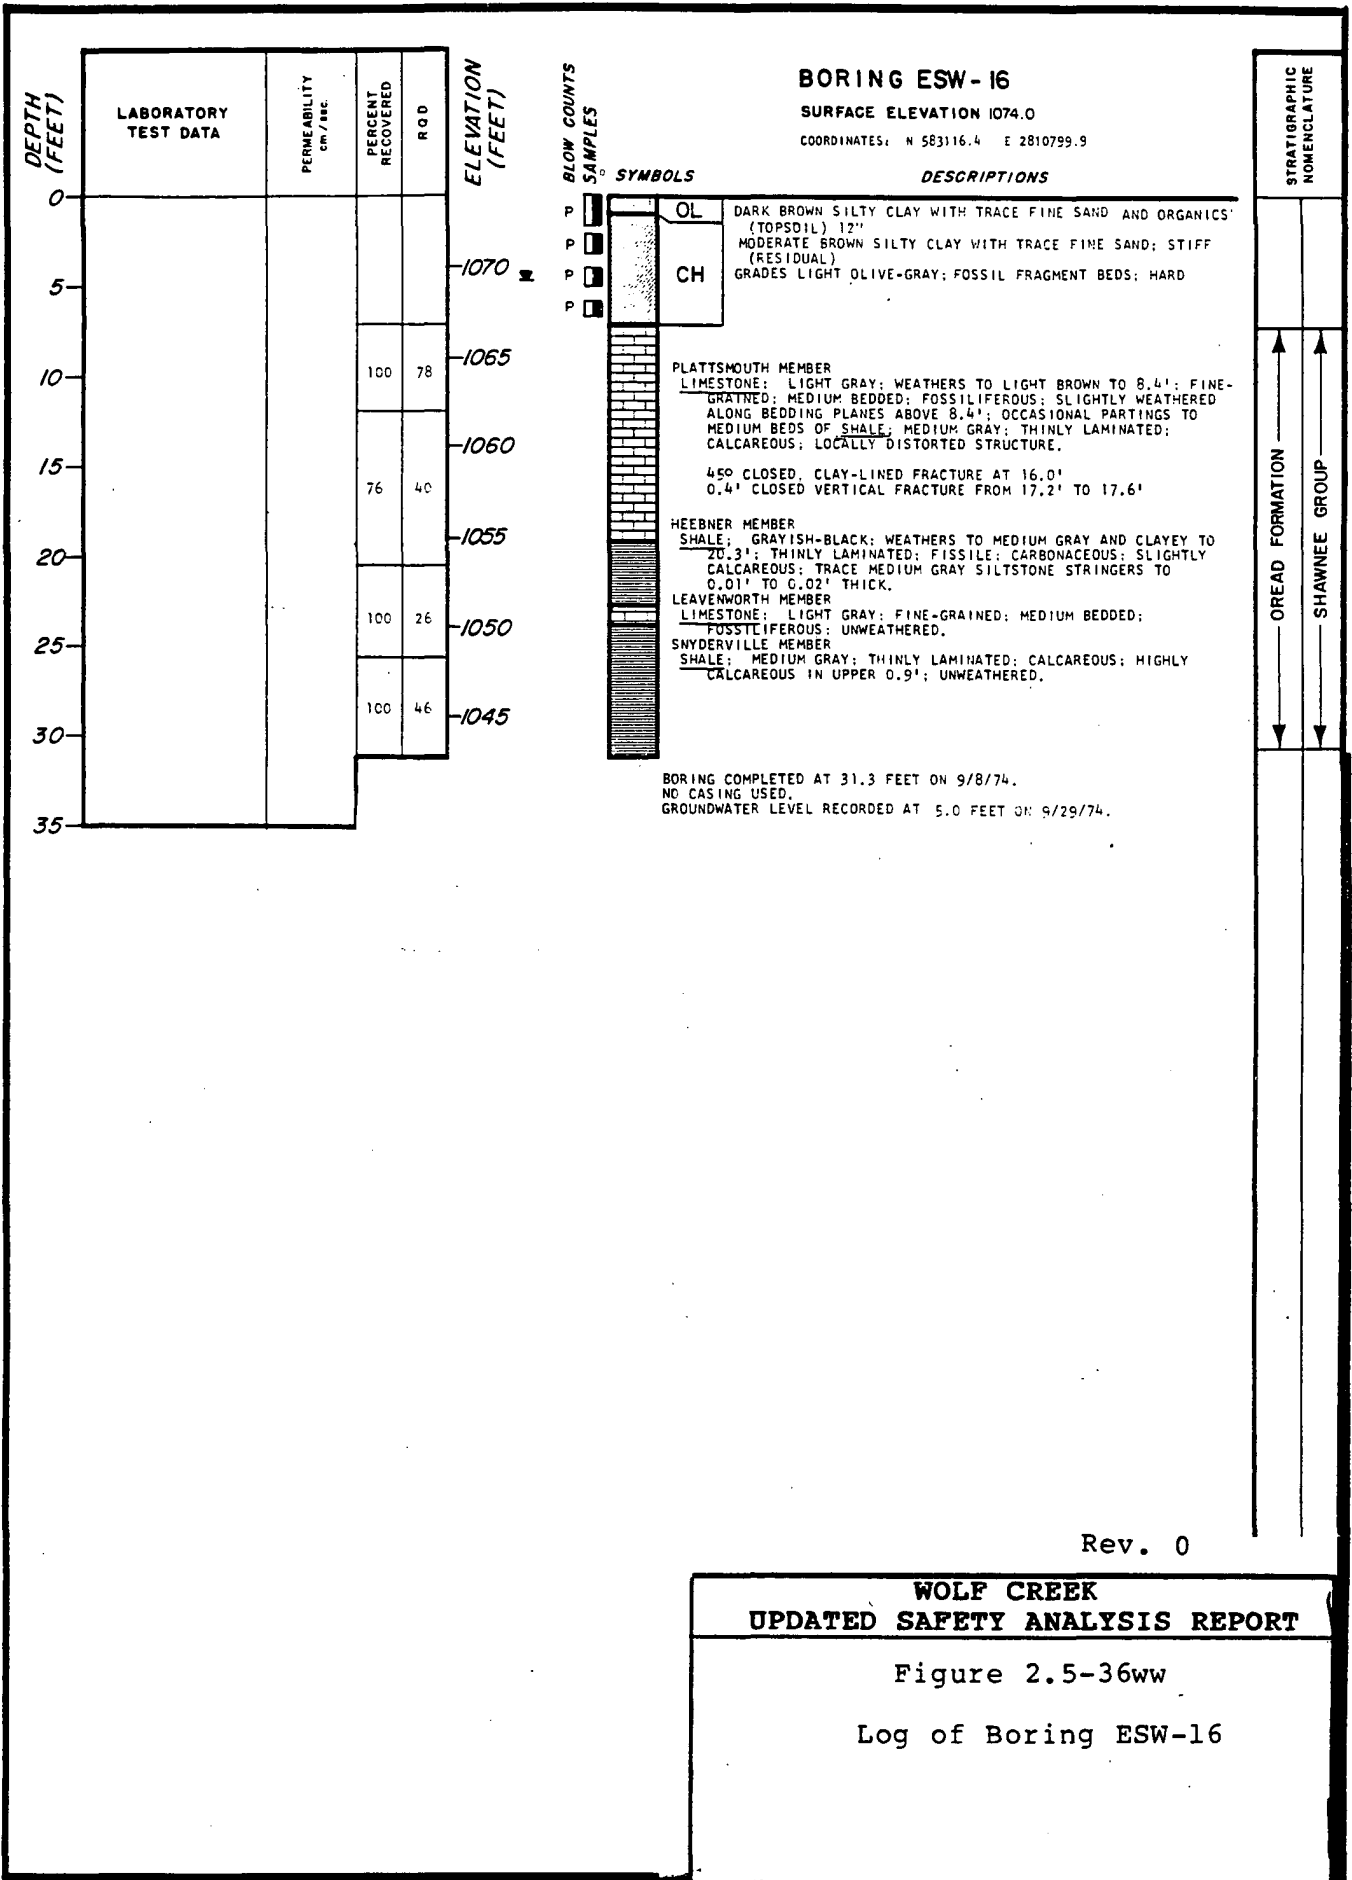 BORING ESW-16
SURFACE ELEVATION 1074.0
COORDINATES: N 583116.4 E 2810799.9
DEPTH
(FEET)
LABORATORY
TEST DATA
PERMEABILITY
cm/sec.
PERCENT
RECOVERED
RQD
ELEVATION
(FEET)
BLOW COUNTS
SAMPLES
SYMBOLS
DESCRIPTIONS
STRATIGRAPHIC
NOMENCLATURE
0
5
10
15
20
25
30
35
100 78
76 40
100 26
100 46
1070
1065
1060
1055
1050
1045
P
P
P
P
OL
CH
DARK BROWN SILTY CLAY WITH TRACE FINE SAND AND ORGANICS
(TOPSOIL) 12"
MODERATE BROWN SILTY CLAY WITH TRACE FINE SAND; STIFF
(RESIDUAL)
GRADES LIGHT OLIVE-GRAY; FOSSIL FRAGMENT BEDS; HARD
PLATTSMOUTH MEMBER
LIMESTONE: LIGHT GRAY; WEATHERS TO LIGHT BROWN TO 8.4'; FINE-
GRAINED; MEDIUM BEDDED; FOSSILIFEROUS; SLIGHTLY WEATHERED
ALONG BEDDING PLANES ABOVE 8.4'; OCCASIONAL PARTINGS TO
MEDIUM BEDS OF SHALE; MEDIUM GRAY; THINLY LAMINATED;
CALCAREOUS; LOCALLY DISTORTED STRUCTURE.
45° CLOSED, CLAY-LINED FRACTURE AT 16.0'
0.4' CLOSED VERTICAL FRACTURE FROM 17.2' TO 17.6'
HEEBNER MEMBER
SHALE; GRAYISH-BLACK; WEATHERS TO MEDIUM GRAY AND CLAYEY TO
20.3'; THINLY LAMINATED; FISSILE; CARBONACEOUS; SLIGHTLY
CALCAREOUS; TRACE MEDIUM GRAY SILTSTONE STRINGERS TO
0.01' TO 0.02' THICK.
LEAVENWORTH MEMBER
LIMESTONE: LIGHT GRAY; FINE-GRAINED; MEDIUM BEDDED;
FOSSILIFEROUS; UNWEATHERED.
SNYDERVILLE MEMBER
SHALE; MEDIUM GRAY; THINLY LAMINATED; CALCAREOUS; HIGHLY
CALCAREOUS IN UPPER 0.9'; UNWEATHERED.
OREAD FORMATION
SHAWNEE GROUP
BORING COMPLETED AT 31.3 FEET ON 9/8/74.
NO CASING USED.
GROUNDWATER LEVEL RECORDED AT 5.0 FEET ON 9/29/74.
Rev. 0
WOLF CREEK
UPDATED SAFETY ANALYSIS REPORT
Figure 2.5-36ww
Log of Boring ESW-16